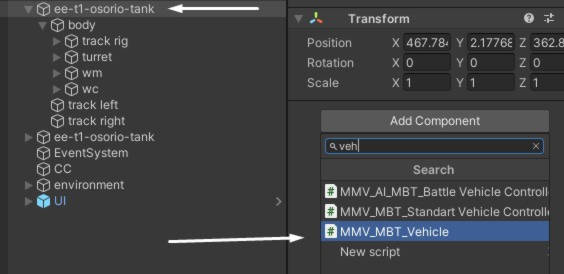 ee-t1-osorio-tank
body
track rig
turret
wm
wc
track left
track right
ee-t1-osorio-tank
EventSystem
CC
environment
UI
Transform
Position X 467.784 Y 2.17768 Z 362.8
Rotation X 0 Y 0 Z 0
Scale X 1 Y 1 Z 1
Add Component
veh
Search
MMV_AI_MBT_Battle Vehicle Controll
MMV_MBT_Standart Vehicle Controll
MMV_MBT_Vehicle
New script